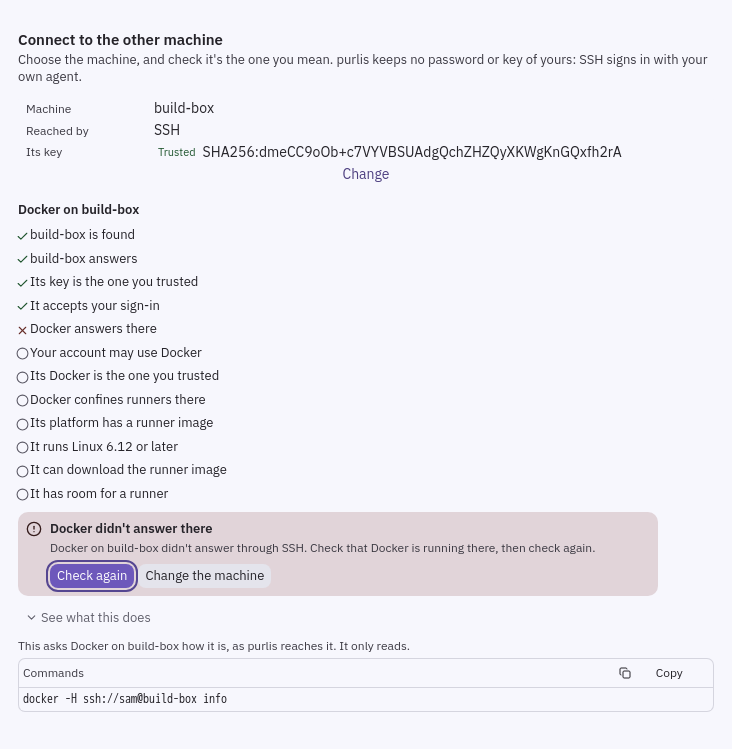 Connect to the other machine
Choose the machine, and check it's the one you mean. purlis keeps no password or key of yours: SSH signs in with your
own agent.
Machine build-box
Reached by SSH
Its key Trusted SHA256:dmeCC9oOb+c7VYVBSUAdgQchZHZQyXKWgKnGQxfh2rA
Change
Docker on build-box
build-box is found
build-box answers
Its key is the one you trusted
It accepts your sign-in
Docker answers there
Your account may use Docker
Its Docker is the one you trusted
Docker confines runners there
Its platform has a runner image
It runs Linux 6.12 or later
It can download the runner image
It has room for a runner
Docker didn't answer there
Docker on build-box didn't answer through SSH. Check that Docker is running there, then check again.
Check again Change the machine
See what this does
This asks Docker on build-box how it is, as purlis reaches it. It only reads.
Commands Copy
docker -H ssh://sam@build-box info